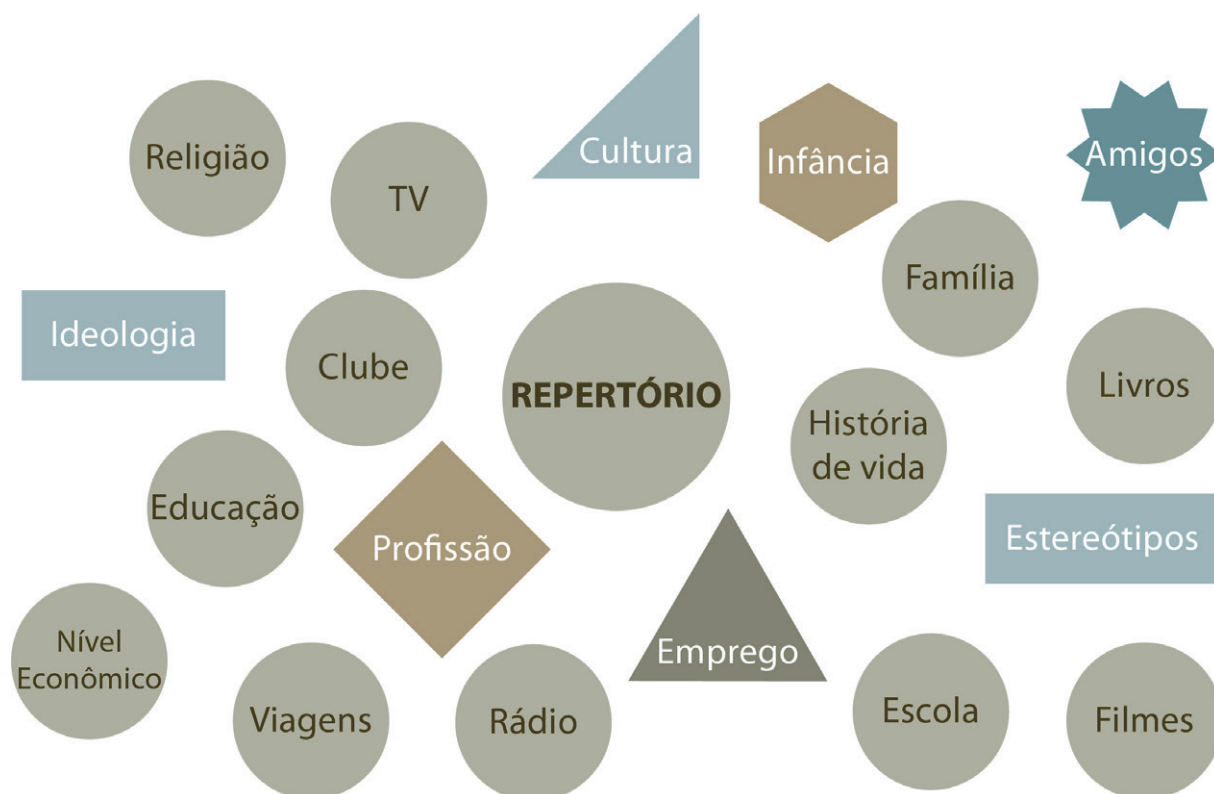 Religião
TV
Cultura
Infância
Amigos
Família
Ideologia
Clube
REPERTÓRIO
Livros
História
de vida
Educação
Profissão
Estereótipos
Nível
Econômico
Viagens
Rádio
Emprego
Escola
Filmes